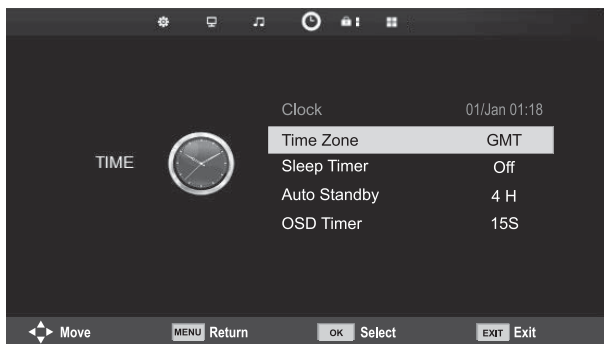 Clock 01/Jan 01:18
Time Zone GMT
TIME
Sleep Timer Off
Auto Standby 4 H
OSD Timer 15S
Move MENU Return OK Select EXIT Exit